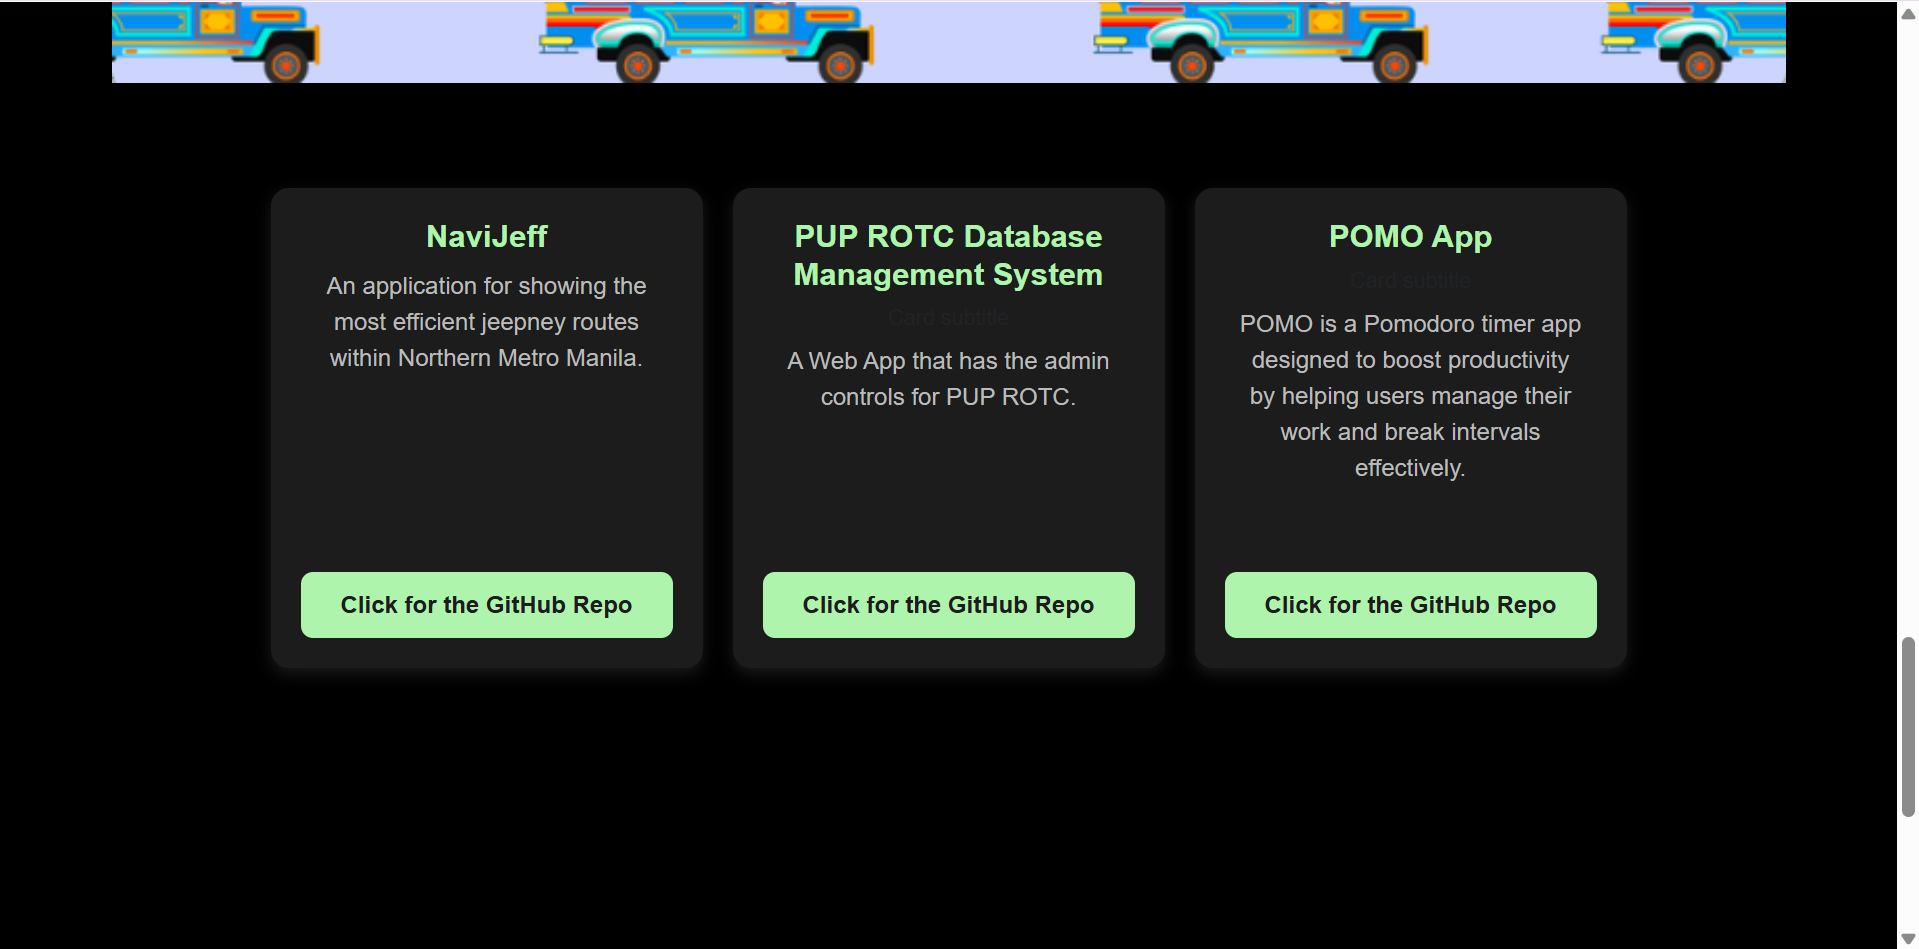 NaviJeff
An application for showing the
most efficient jeepney routes
within Northern Metro Manila.
Click for the GitHub Repo
PUP ROTC Database
Management System
Card subtitle
A Web App that has the admin
controls for PUP ROTC.
Click for the GitHub Repo
POMO App
Card subtitle
POMO is a Pomodoro timer app
designed to boost productivity
by helping users manage their
work and break intervals
effectively.
Click for the GitHub Repo